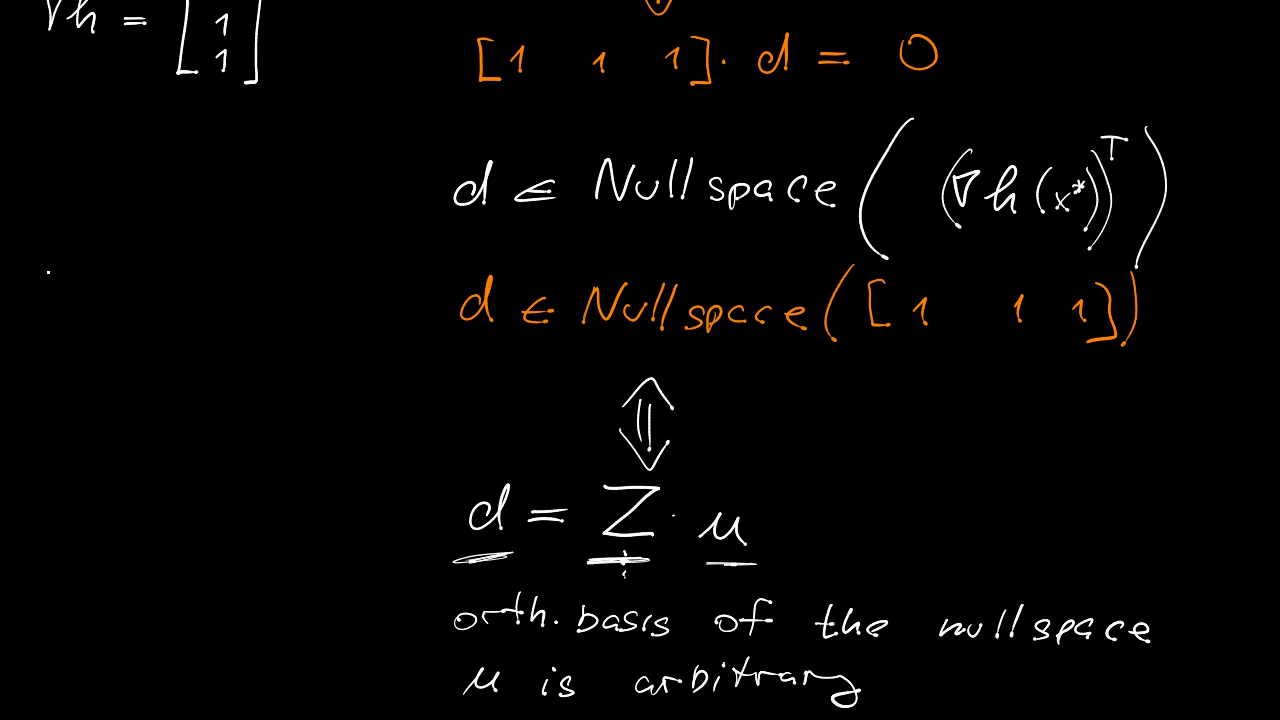 ∇h = [1 1]
[1 1 1] · d = 0
d ∈ Nullspace ( (∇h(x*))ᵀ )
d ∈ Nullspace ( [1 1 1] )
⇕
d = Z · u
orth. basis of the nullspace
u is arbitrary